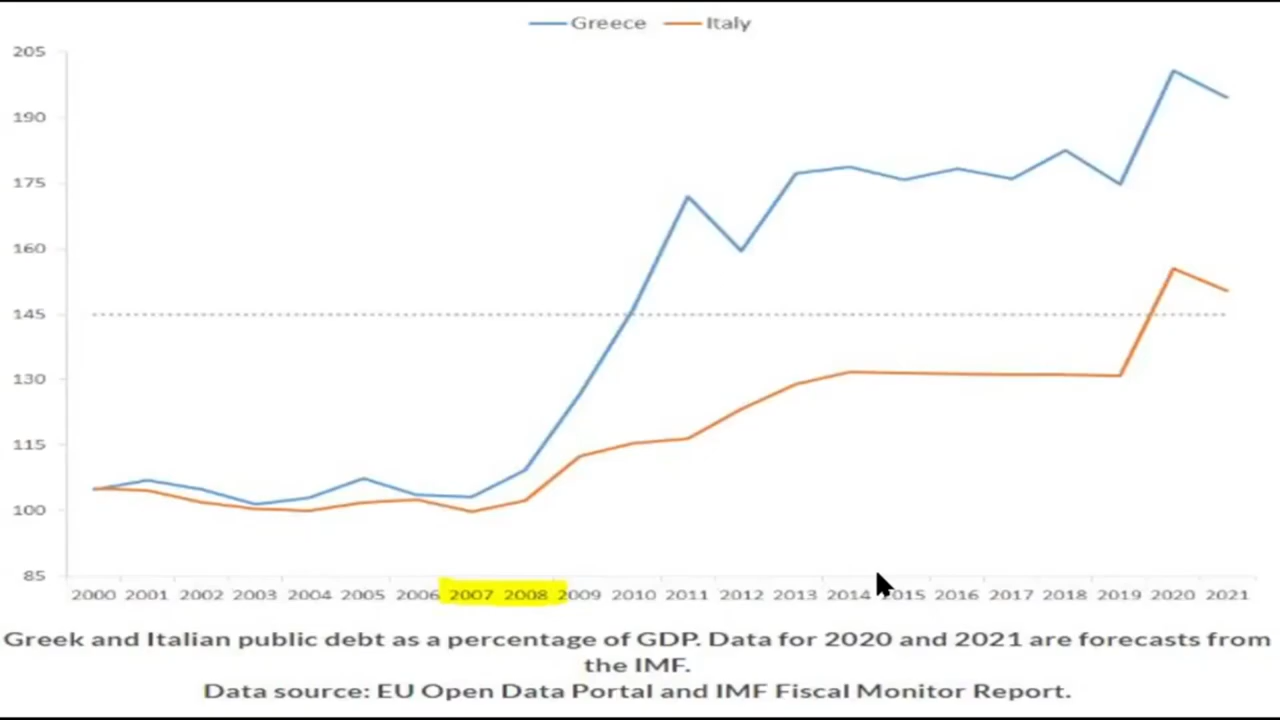 Greece Italy
205
190
175
160
145
130
115
100
85
2000 2001 2002 2003 2004 2005 2006 2007 2008 2009 2010 2011 2012 2013 2014 2015 2016 2017 2018 2019 2020 2021
Greek and Italian public debt as a percentage of GDP. Data for 2020 and 2021 are forecasts from
the IMF.
Data source: EU Open Data Portal and IMF Fiscal Monitor Report.